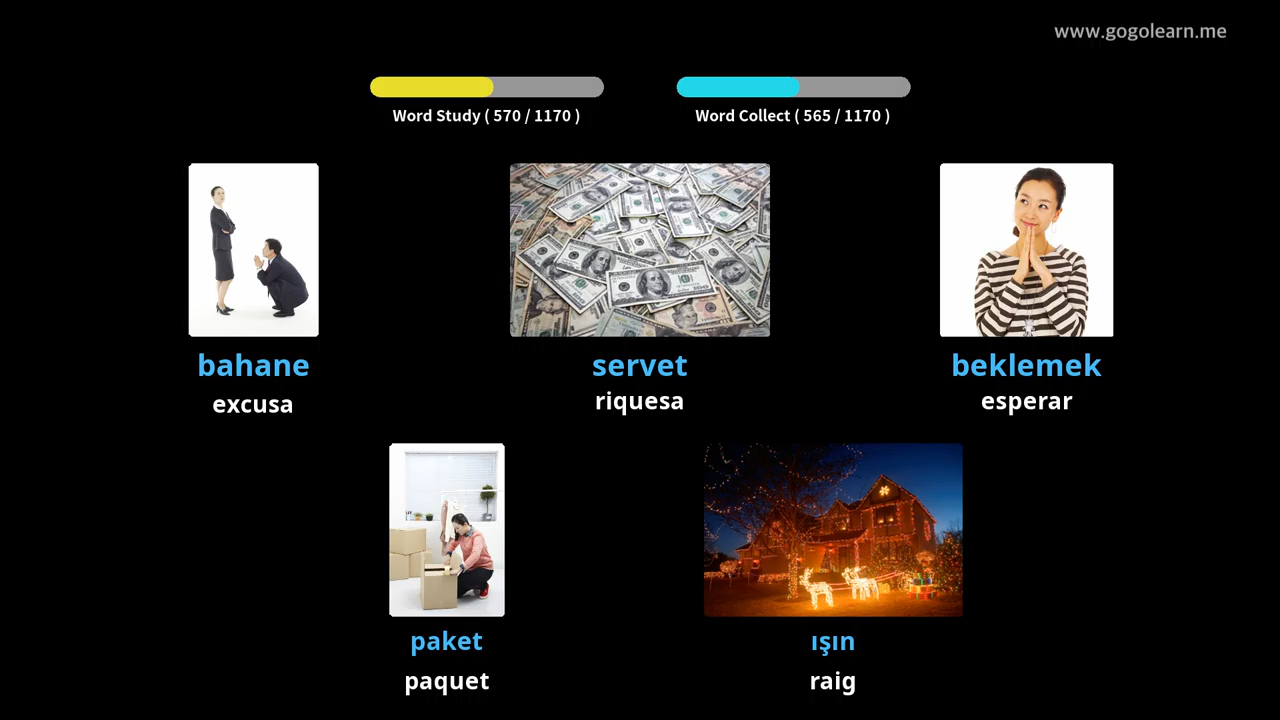 www.gogolearn.me
Word Study ( 570 / 1170 )
Word Collect ( 565 / 1170 )
bahane
excusa
servet
riquesa
beklemek
esperar
paket
paquet
ışın
raig